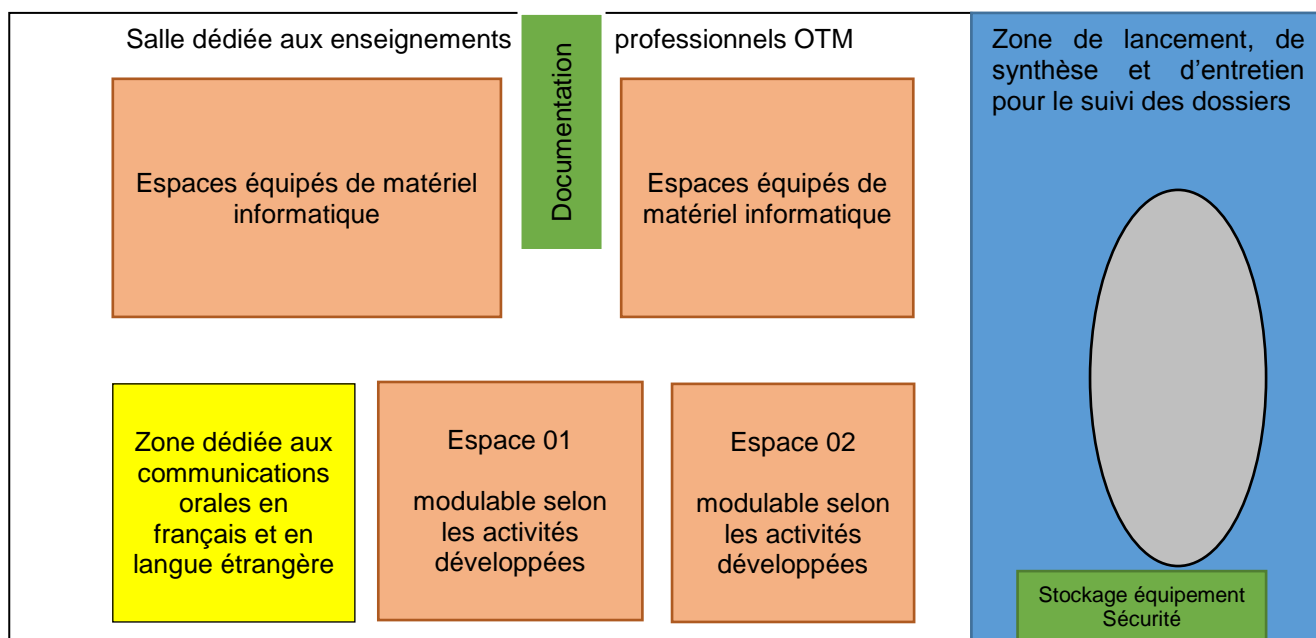 Salle dédiée aux enseignements professionnels OTM
Documentation
Zone de lancement, de
synthèse et d'entretien
pour le suivi des dossiers
Espaces équipés de matériel
informatique
Espaces équipés de
matériel informatique
Zone dédiée aux
communications
orales en
français et en
langue étrangère
Espace 01
modulable selon
les activités
développées
Espace 02
modulable selon
les activités
développées
Stockage équipement
Sécurité